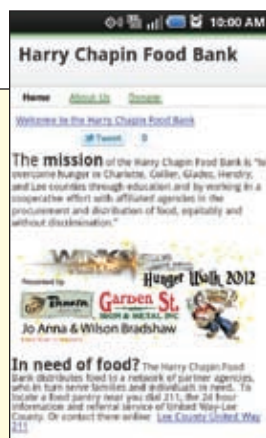 10:00 AM
Harry Chapin Food Bank
Home About Us Donate
Welcome to the Harry Chapin Food Bank
Tweet 0
The mission of the Harry Chapin Food Bank is "to
overcome hunger in Charlotte, Collier, Glades, Hendry,
and Lee counties through education and by working in a
cooperative effort with affiliated agencies in the
procurement and distribution of food, equitably and
without discrimination."
WINK
Hunger Walk 2012
Presented by
Garden St.
IRON & METAL INC
Jo Anna & Wilson Bradshaw
In need of food? The Harry Chapin Food
Bank distributes food to a network of partner agencies,
who in turn serve families and individuals in need. To
locate a food pantry near you dial 211, the 24 hour
information and referral service of United Way-Lee
County. Or contact them online: Lee County United Way
211